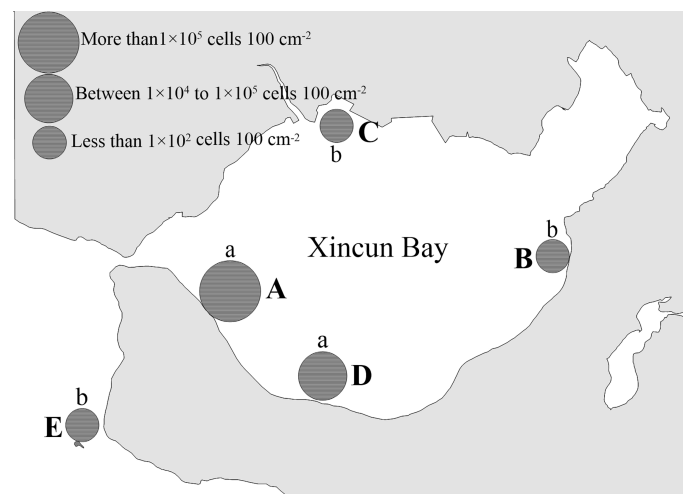 More than1×10⁵ cells 100 cm⁻²
Between 1×10⁴ to 1×10⁵ cells 100 cm⁻²
Less than 1×10² cells 100 cm⁻²
C
b
b
B
Xincun Bay
a
A
a
D
b
E